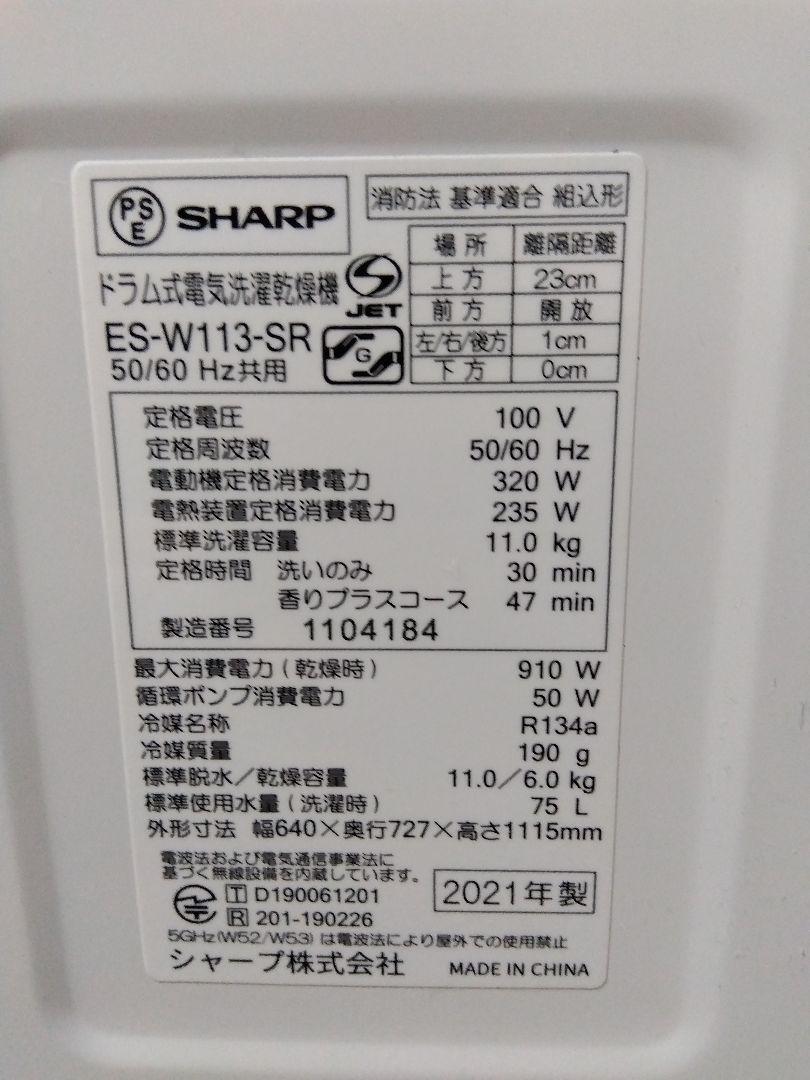 PSE SHARP
消防法 基準適合 組込形
場所 離隔距離
上方 23cm
前方 開放
左/右/後方 1cm
下方 0cm
ドラム式電気洗濯乾燥機
JET
ES-W113-SR
G
50/60 Hz共用
定格電圧 100 V
定格周波数 50/60 Hz
電動機定格消費電力 320 W
電熱装置定格消費電力 235 W
標準洗濯容量 11.0 kg
定格時間 洗いのみ 30 min
香りプラスコース 47 min
製造番号 1104184
最大消費電力(乾燥時) 910 W
循環ポンプ消費電力 50 W
冷媒名称 R134a
冷媒質量 190 g
標準脱水/乾燥容量 11.0/6.0 kg
標準使用水量(洗濯時) 75 L
外形寸法 幅640×奥行727×高さ1115mm
電波法および電気通信事業法に
基づく無線設備を内蔵しています。
T D190061201
R 201-190226
2021年製
5GHz(W52/W53)は電波法により屋外での使用禁止
シャープ株式会社 MADE IN CHINA